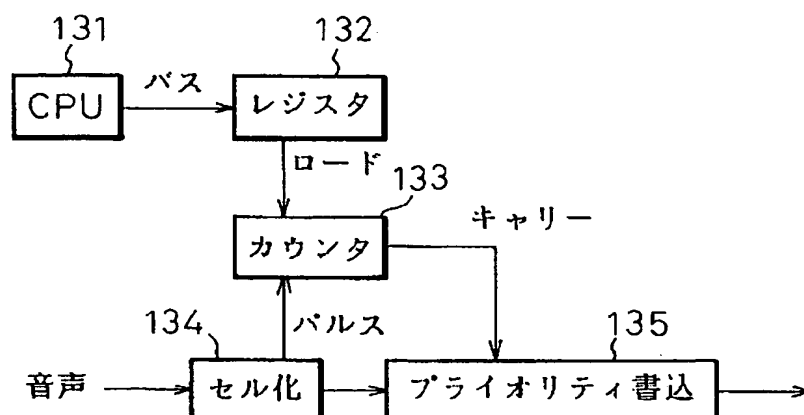 131
132
バス
CPU
レジスタ
ロード
133
キャリー
カウンタ
134
パルス
135
音声
セル化
プライオリティ書込